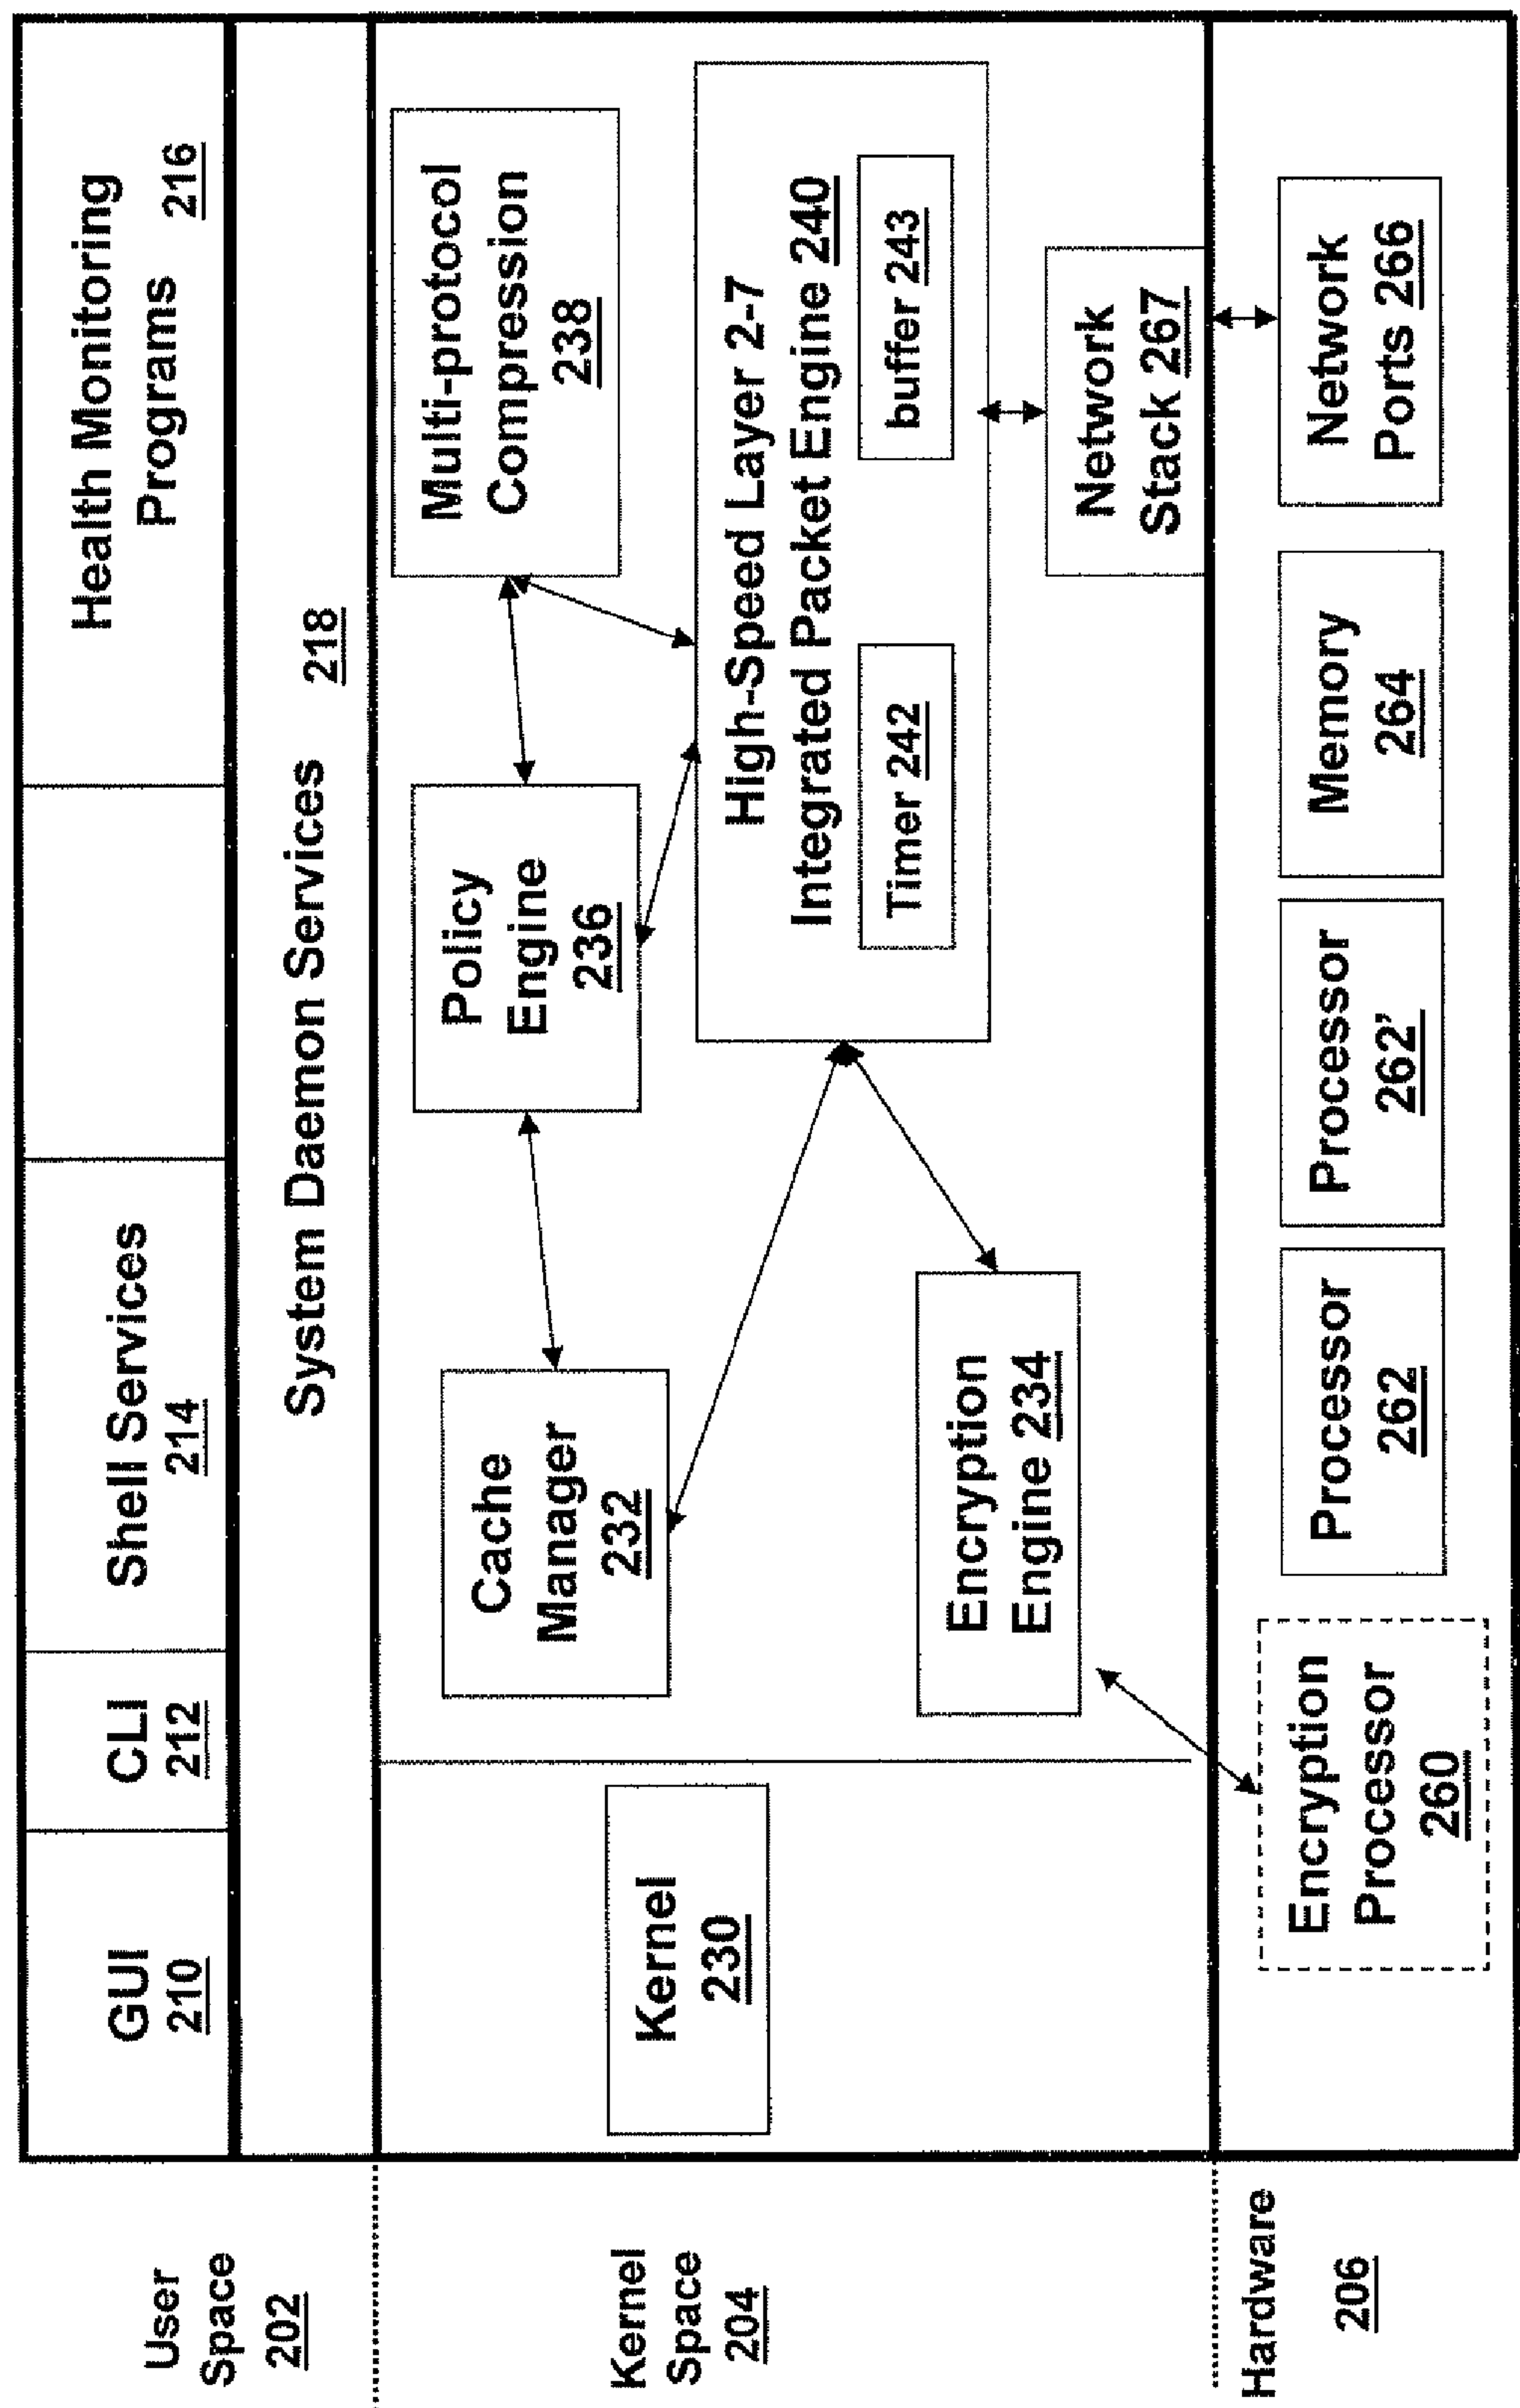 User
Space
202
GUI
210
CLI
212
Shell Services
214
Health Monitoring
Programs 216
System Daemon Services 218
Kernel
Space
204
Kernel
230
Cache
Manager
232
Policy
Engine
236
Multi-protocol
Compression
238
High-Speed Layer 2-7
Integrated Packet Engine 240
Timer 242
buffer 243
Encryption
Engine 234
Network
Stack 267
Hardware
206
Encryption
Processor
260
Processor
262
Processor
262'
Memory
264
Network
Ports 266